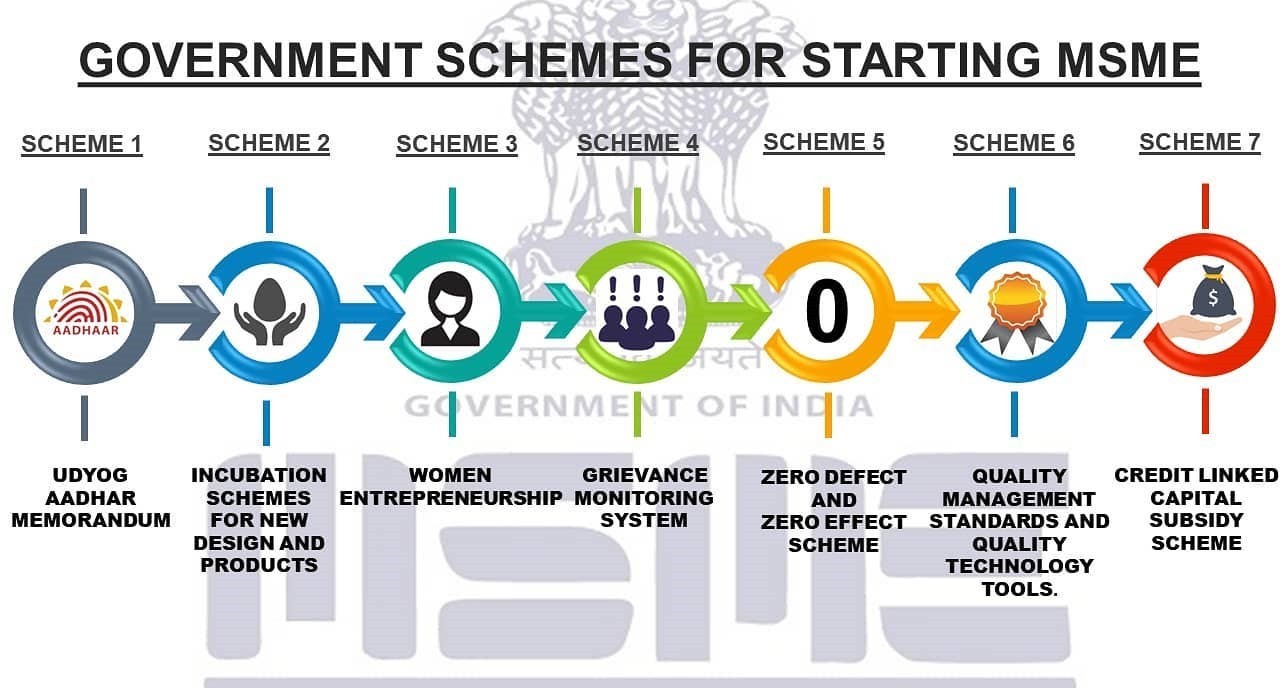 GOVERNMENT SCHEMES FOR STARTING MSME
SCHEME 1
SCHEME 2
SCHEME 3
SCHEME 4
SCHEME 5
SCHEME 6
SCHEME 7
AADHAAR
0
$
GOVERNMENT OF INDIA
UDYOG
AADHAR
MEMORANDUM
INCUBATION
SCHEMES
FOR NEW
DESIGN AND
PRODUCTS
WOMEN
ENTREPRENEURSHIP
GRIEVANCE
MONITORING
SYSTEM
ZERO DEFECT
AND
ZERO EFFECT
SCHEME
QUALITY
MANAGEMENT
STANDARDS AND
QUALITY
TECHNOLOGY
TOOLS.
CREDIT LINKED
CAPITAL
SUBSIDY
SCHEME
MSME